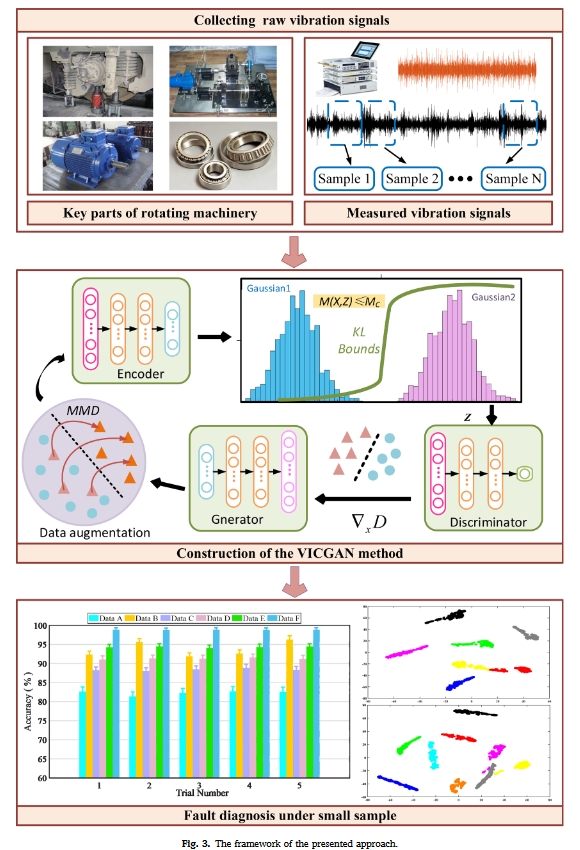 Collecting raw vibration signals
Sample 1
Sample 2
Sample N
Key parts of rotating machinery
Measured vibration signals
Gaussian1
M(X,Z)≤Mc
Gaussian2
KL
Bounds
Encoder
MMD
z
Data augmentation
Gnerator
∇xD
Discriminator
Construction of the VICGAN method
Data A Data B Data C Data D Data E Data F
Accuracy ( % )
100
95
90
85
80
75
70
65
60
1 2 3 4 5
Trial Number
Fault diagnosis under small sample
Fig. 3. The framework of the presented approach.